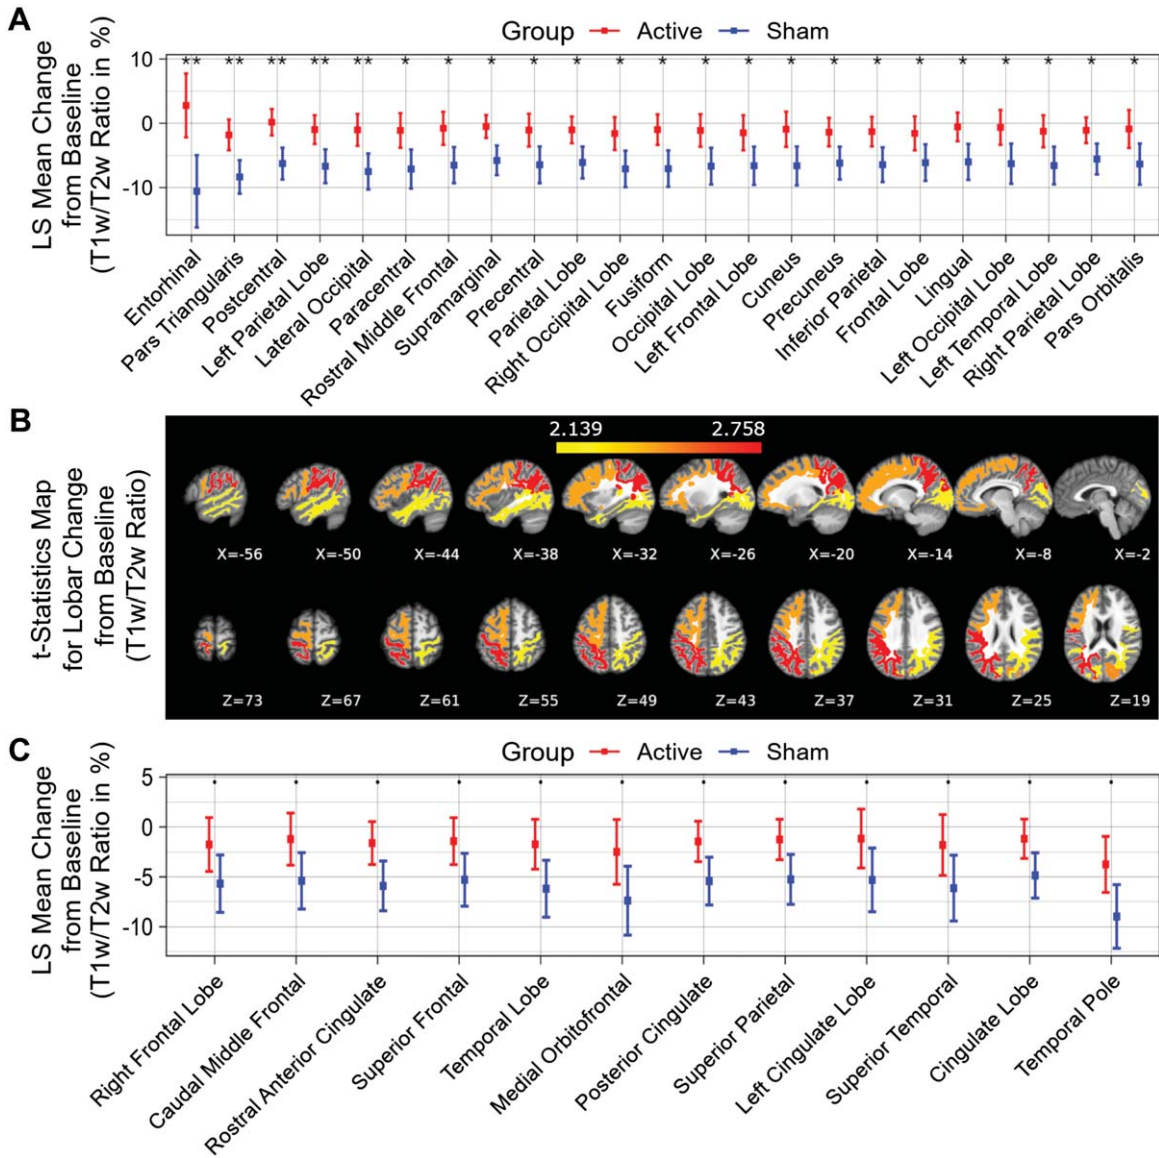 A
Group Active Sham
LS Mean Change
from Baseline
(T1w/T2w Ratio in %)
10
0
-10
** ** ** ** ** * * * * * * * * * * * * * * * * * *
Entorhinal
Pars Triangularis
Postcentral
Left Parietal Lobe
Lateral Occipital
Paracentral
Rostral Middle Frontal
Supramarginal
Precentral
Parietal Lobe
Right Occipital Lobe
Fusiform
Occipital Lobe
Left Frontal Lobe
Cuneus
Precuneus
Inferior Parietal
Frontal Lobe
Lingual
Left Occipital Lobe
Left Temporal Lobe
Right Parietal Lobe
Pars Orbitalis
B
t-Statistics Map
for Lobar Change
from Baseline
(T1w/T2w Ratio)
2.139 2.758
X=-56 X=-50 X=-44 X=-38 X=-32 X=-26 X=-20 X=-14 X=-8 X=-2
Z=73 Z=67 Z=61 Z=55 Z=49 Z=43 Z=37 Z=31 Z=25 Z=19
C
Group Active Sham
LS Mean Change
from Baseline
(T1w/T2w Ratio in %)
5
0
-5
-10
Right Frontal Lobe
Caudal Middle Frontal
Rostral Anterior Cingulate
Superior Frontal
Temporal Lobe
Medial Orbitofrontal
Posterior Cingulate
Superior Parietal
Left Cingulate Lobe
Superior Temporal
Cingulate Lobe
Temporal Pole